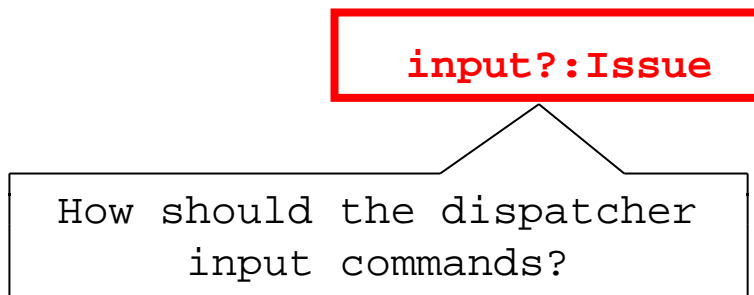 input?:Issue
How should the dispatcher
input commands?